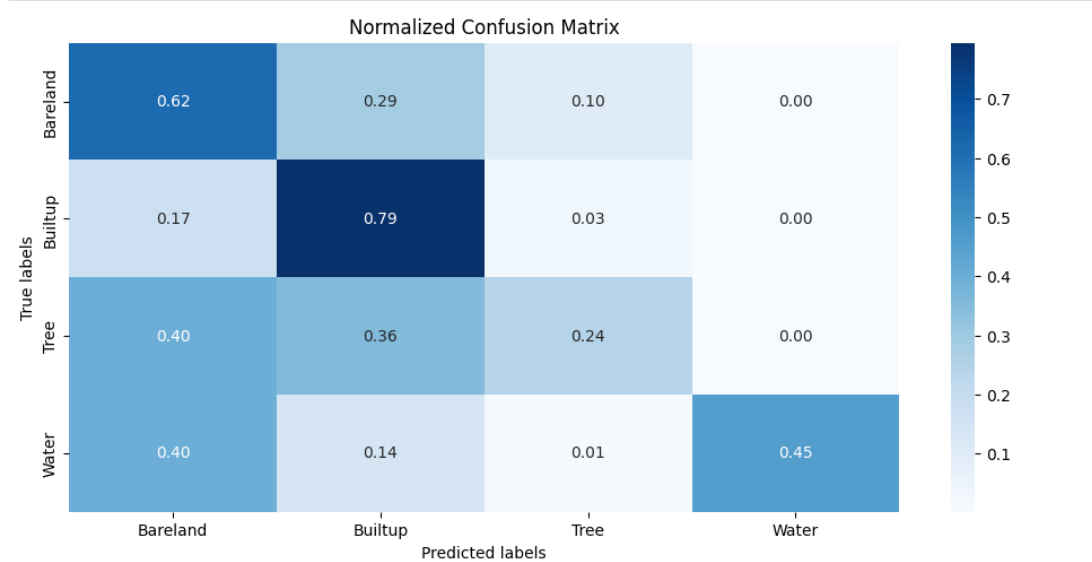 Normalized Confusion Matrix
True labels
Bareland
0.62 0.29 0.10 0.00
Builtup
0.17 0.79 0.03 0.00
Tree
0.40 0.36 0.24 0.00
Water
0.40 0.14 0.01 0.45
Bareland Builtup Tree Water
Predicted labels
0.7
0.6
0.5
0.4
0.3
0.2
0.1